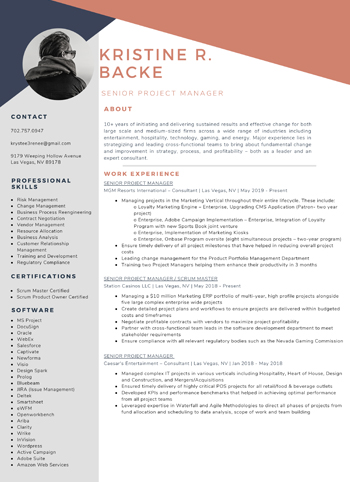 KRISTINE R.
BACKE
SENIOR PROJECT MANAGER
CONTACT
702.757.0947
9179 Weeping Hollow Avenue
Las Vegas, NV 89178
PROFESSIONAL
SKILLS
Risk Management
Change Management
Business Process Reengineering
Contract Negotiation
Vendor Management
Resource Allocation
Business Analysis
Customer Relationship
Management
Training and Development
Regulatory Compliance
CERTIFICATIONS
Scrum Master Certified
Scrum Product Owner Certified
SOFTWARE
MS Project
DocuSign
Oracle
WebEx
Salesforce
Captivate
Newforma
Visio
Design Spark
Prolog
Bluebeam
JIRA (Issue Management)
Deltek
Smartsheet
eWFM
Openworkbench
Ariba
Clarity
Wrike
InVision
Wordpress
Active Campaign
Adobe Suite
Amazon Web Services
ABOUT
10+ years of initiating and delivering sustained results and effective change for both
large scale and medium-sized firms across a wide range of industries including
entertainment, hospitality, technology, gaming, and energy. Major experience lies in
strategizing and leading cross-functional teams to bring about fundamental change
and improvement in strategy, process, and profitability - both as a leader and an
expert consultant.
WORK EXPERIENCE
SENIOR PROJECT MANAGER
MGM Resorts International - Consultant | Las Vegas, NV | May 2019 - Present
Managing projects in the Marketing Vertical throughout their entire lifecycle. These include:
o Loyalty Marketing Engine - Enterprise, Upgrading CMS Application (Patron- two year
project)
o Enterprise, Adobe Campaign Implementation - Enterprise, Integration of Loyalty
Program with new Sports Book joint venture
o Enterprise, Implementation of Marketing Kiosks
o Enterprise, Onbase Program oversite (eight simultaneous projects - two-year program)
Ensure timely delivery of all project milestones that have helped in reducing overall project
costs
Leading change management for the Product Portfolio Management Department
Training two Project Managers helping them enhance their productivity in 3 months
SENIOR PROJECT MANAGER / SCRUM MASTER
Station Casinos LLC | Las Vegas, NV | May 2018 - Present
Managing a $10 million Marketing ERP portfolio of multi-year, high profile projects alongside
five large complex enterprise wide projects
Create detailed project plans and workflows to ensure projects are delivered within budgeted
costs and timeframes
Negotiate profitable contracts with vendors to maximize project profitability
Partner with cross-functional team leads in the software development department to meet
stakeholder requirements
Ensure compliance with all relevant regulatory bodies such as the Nevada Gaming Commission
SENIOR PROJECT MANAGER
Caesar's Entertainment - Consultant | Las Vegas, NV | Jan 2018 - May 2018
Managed complex IT projects in various verticals including Hospitality, Heart of House, Design
and Construction, and Mergers/Acquisitions
Ensured timely delivery of highly critical iPOS projects for all retail/food & beverage outlets
Developed KPIs and performance benchmarks that helped in achieving optimal performance
from all project teams
Leveraged expertise in Waterfall and Agile Methodologies to direct all phases of projects from
fund allocation and scheduling to data analysis, scope of work and team building